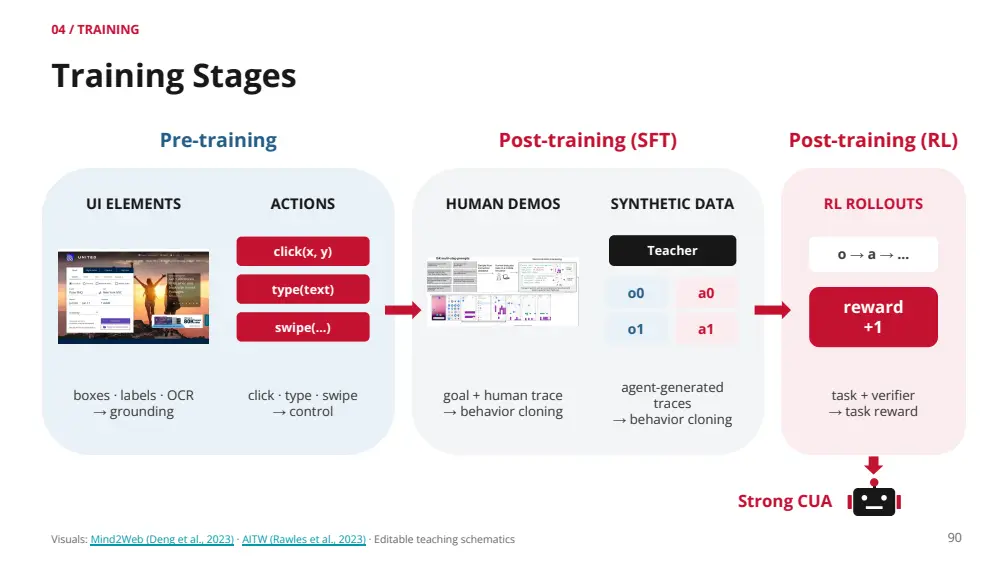 04 / TRAINING
Training Stages
Pre-training
Post-training (SFT)
Post-training (RL)
UI ELEMENTS
ACTIONS
HUMAN DEMOS
SYNTHETIC DATA
RL ROLLOUTS
UNITED
click(x, y)
type(text)
swipe(...)
Teacher
o0
a0
o1
a1
o → a → ...
reward
+1
boxes · labels · OCR
→ grounding
click · type · swipe
→ control
goal + human trace
→ behavior cloning
agent-generated
traces
→ behavior cloning
task + verifier
→ task reward
Strong CUA
Visuals: Mind2Web (Deng et al., 2023) · AITW (Rawles et al., 2023) · Editable teaching schematics
90